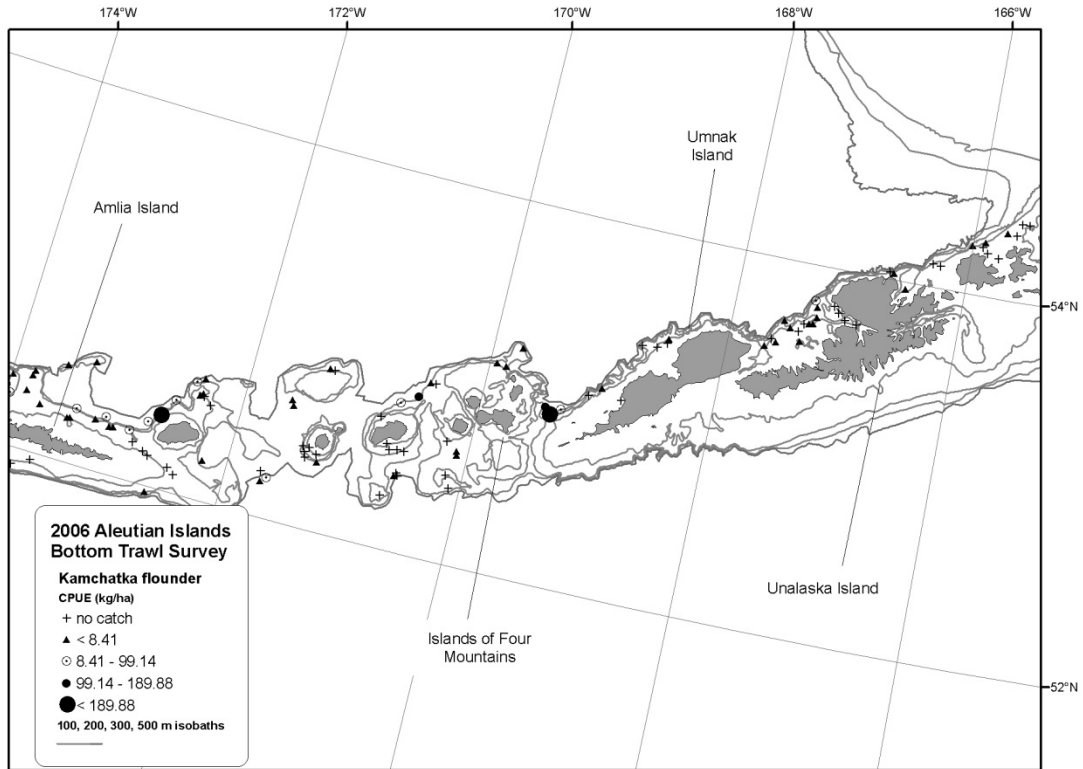 174°W
172°W
170°W
168°W
166°W
Umnak
Island
Amlia Island
54°N
Unalaska Island
Islands of Four
Mountains
52°N
2006 Aleutian Islands
Bottom Trawl Survey
Kamchatka flounder
CPUE (kg/ha)
no catch
< 8.41
8.41 - 99.14
99.14 - 189.88
< 189.88
100, 200, 300, 500 m isobaths